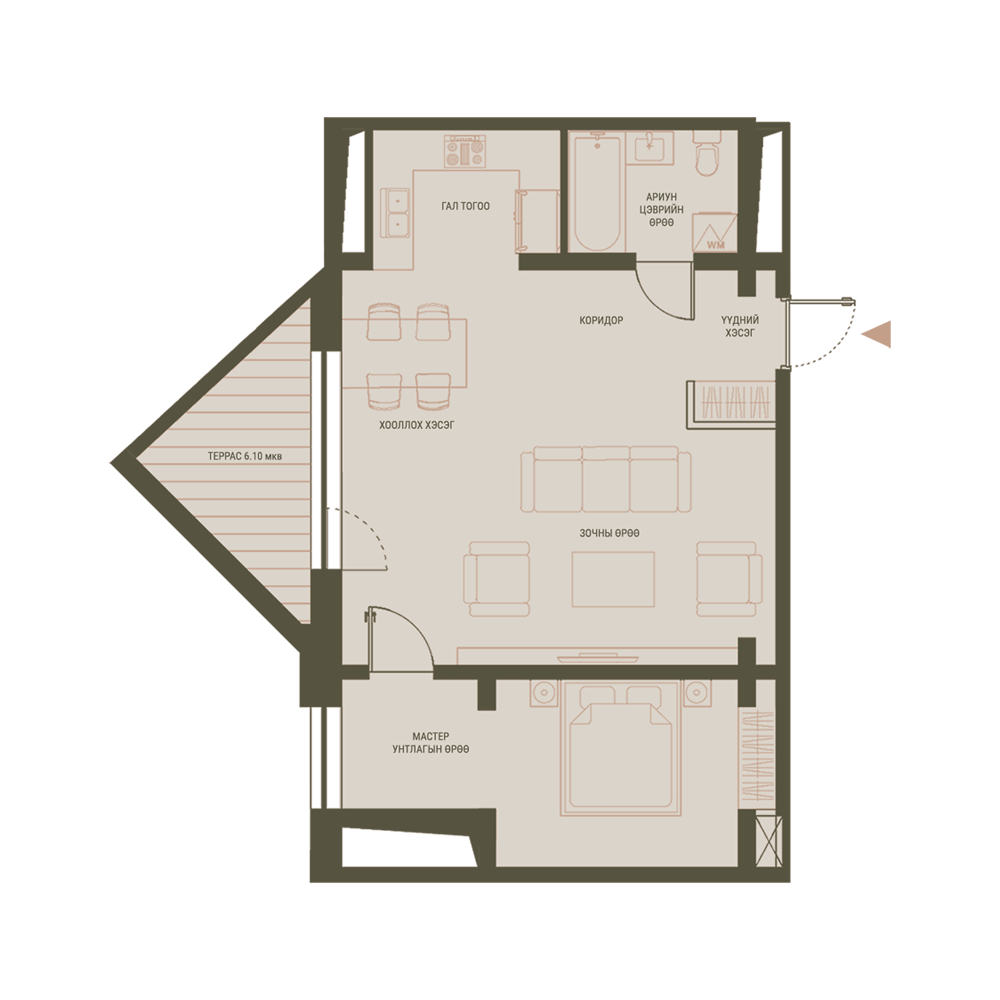 ГАЛ ТОГОО
АРИУН
ЦЭВРИЙН
ӨРӨӨ
WM
КОРИДОР
ҮҮДНИЙ
ХЭСЭГ
ХООЛЛОХ ХЭСЭГ
ТЕРРАС 6.10 мкв
ЗОЧНЫ ӨРӨӨ
МАСТЕР
УНТЛАГЫН ӨРӨӨ